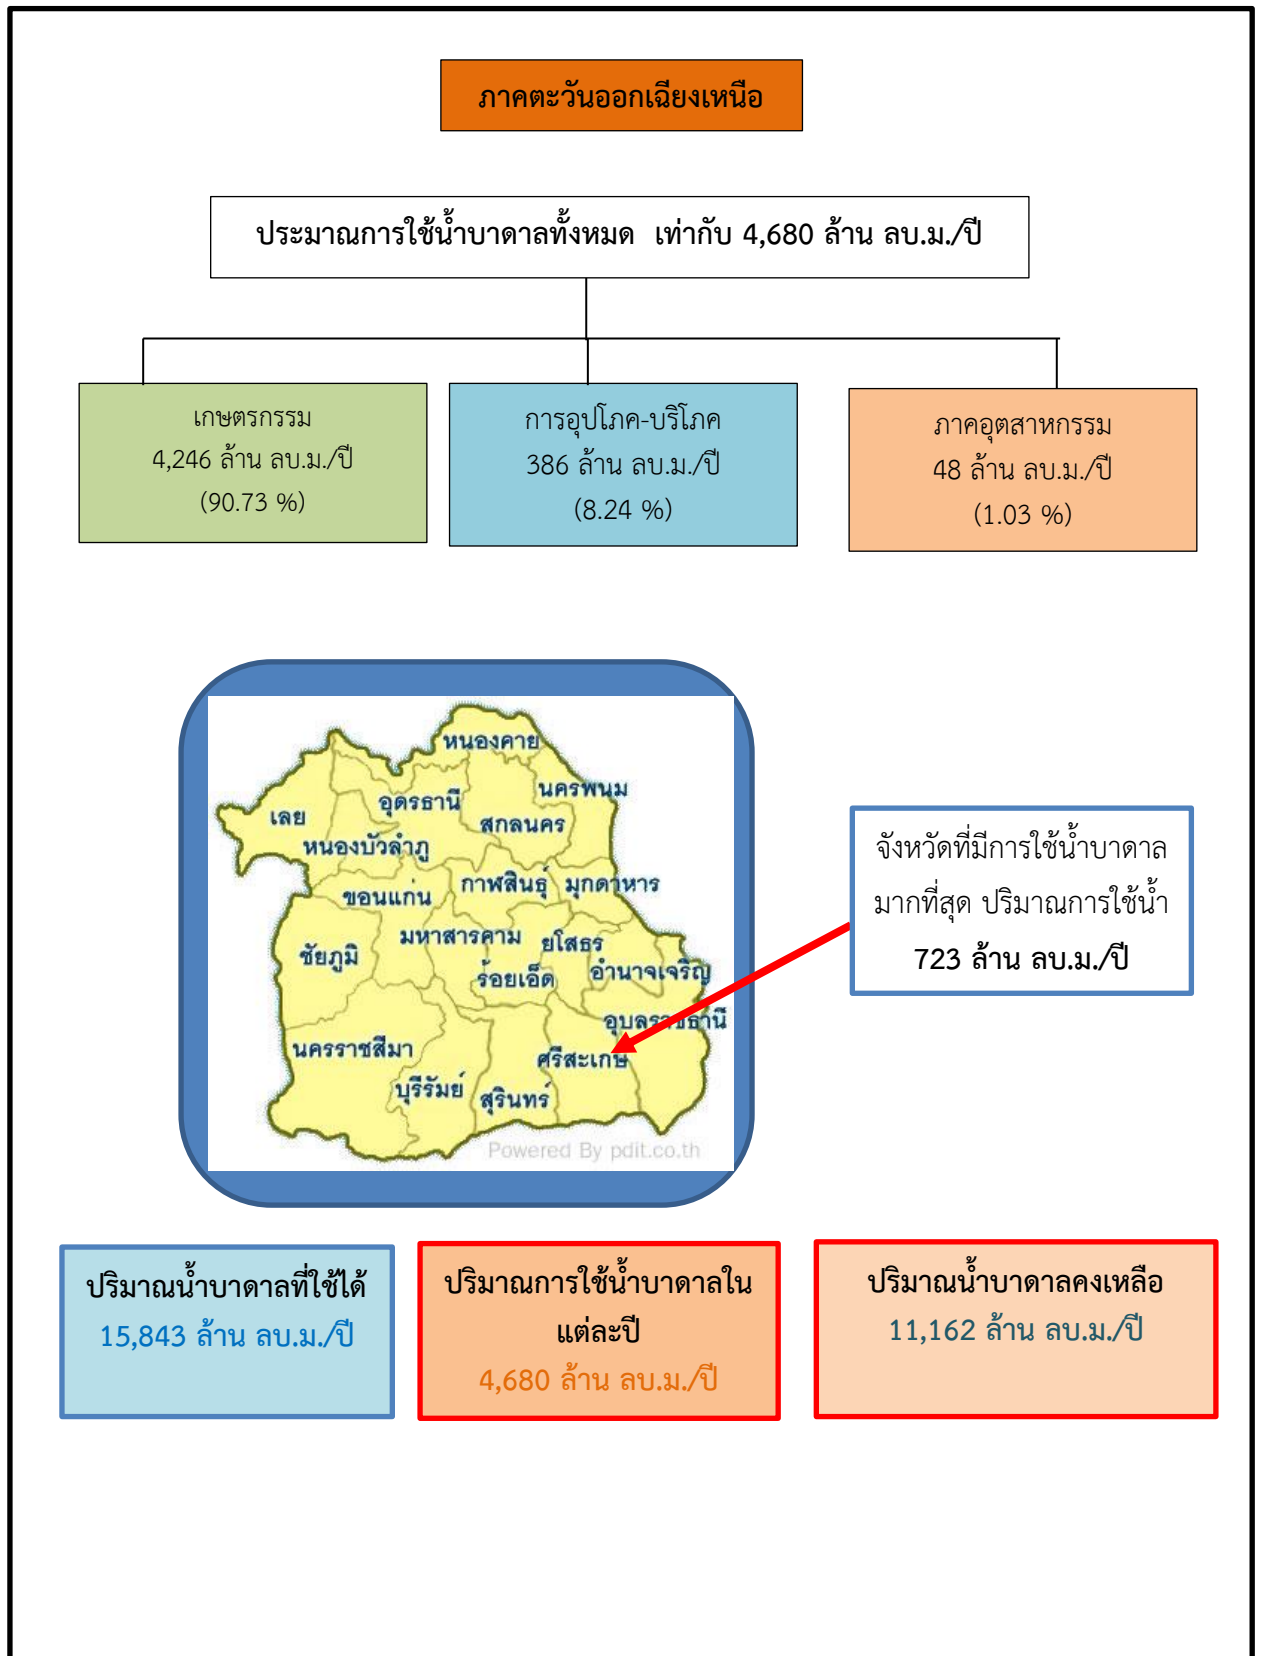 ภาคตะวันออกเฉียงเหนือ
ประมาณการใช้น้ำบาดาลทั้งหมด เท่ากับ 4,680 ล้าน ลบ.ม./ปี
เกษตรกรรม
4,246 ล้าน ลบ.ม./ปี
(90.73 %)
การอุปโภค-บริโภค
386 ล้าน ลบ.ม./ปี
(8.24 %)
ภาคอุตสาหกรรม
48 ล้าน ลบ.ม./ปี
(1.03 %)
หนองคาย
นครพนม
อุดรธานี
เลย
สกลนคร
หนองบัวลำภู
กาฬสินธุ์
มุกดาหาร
ขอนแก่น
มหาสารคาม
ยโสธร
ชัยภูมิ
ร้อยเอ็ด
อำนาจเจริญ
อุบลราชธานี
นครราชสีมา
ศรีสะเกษ
บุรีรัมย์
สุรินทร์
Powered By pdit.co.th
จังหวัดที่มีการใช้น้ำบาดาล
มากที่สุด ปริมาณการใช้น้ำ
723 ล้าน ลบ.ม./ปี
ปริมาณน้ำบาดาลที่ใช้ได้
15,843 ล้าน ลบ.ม./ปี
ปริมาณการใช้น้ำบาดาลใน
แต่ละปี
4,680 ล้าน ลบ.ม./ปี
ปริมาณน้ำบาดาลคงเหลือ
11,162 ล้าน ลบ.ม./ปี